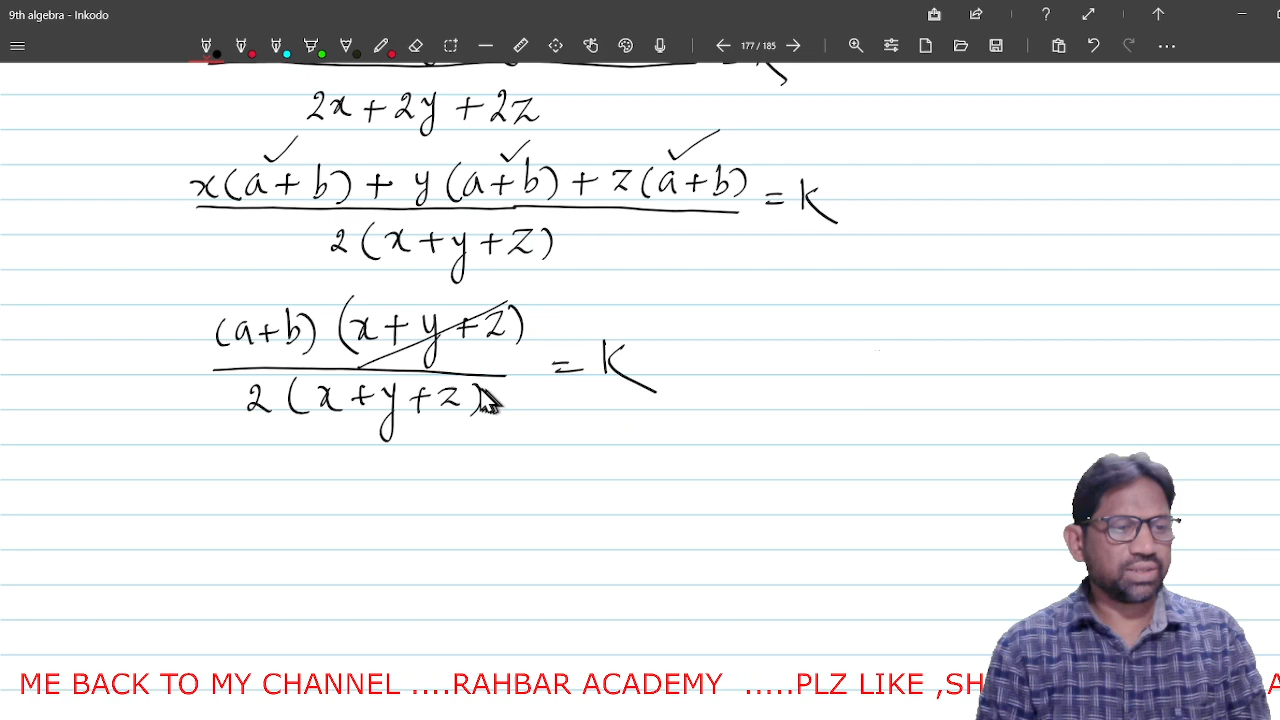 9th algebra - Inkodo
177 / 185
= K
2x + 2y + 2z
x(a+b) + y(a+b) + z(a+b) = K
2(x+y+z)
(a+b) (x+y+z) = K
2 (x+y+z)
ME BACK TO MY CHANNEL ....RAHBAR ACADEMY .....PLZ LIKE ,SH